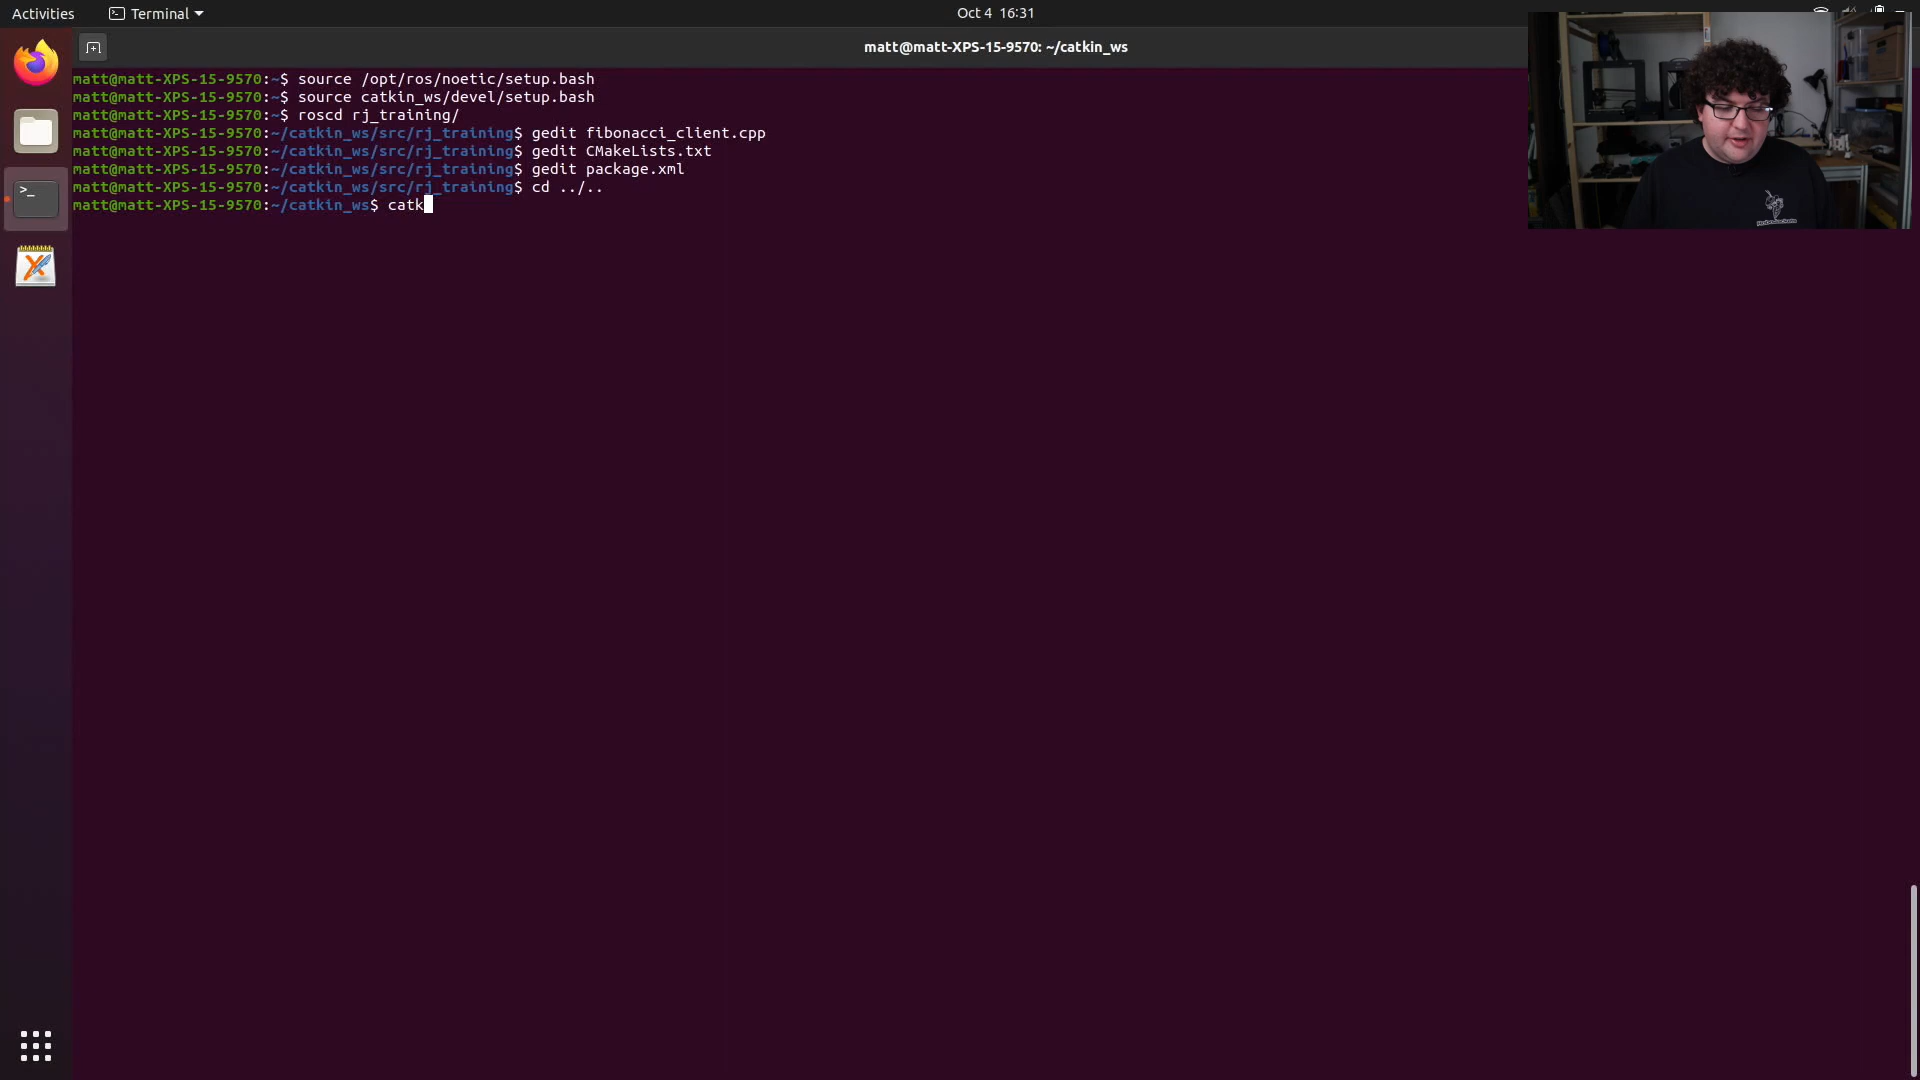 Activities
Terminal
Oct 4 16:31
matt@matt-XPS-15-9570: ~/catkin_ws
matt@matt-XPS-15-9570:~$ source /opt/ros/noetic/setup.bash
matt@matt-XPS-15-9570:~$ source catkin_ws/devel/setup.bash
matt@matt-XPS-15-9570:~$ roscd rj_training/
matt@matt-XPS-15-9570:~/catkin_ws/src/rj_training$ gedit fibonacci_client.cpp
matt@matt-XPS-15-9570:~/catkin_ws/src/rj_training$ gedit CMakeLists.txt
matt@matt-XPS-15-9570:~/catkin_ws/src/rj_training$ gedit package.xml
matt@matt-XPS-15-9570:~/catkin_ws/src/rj_training$ cd ../..
matt@matt-XPS-15-9570:~/catkin_ws$ catk